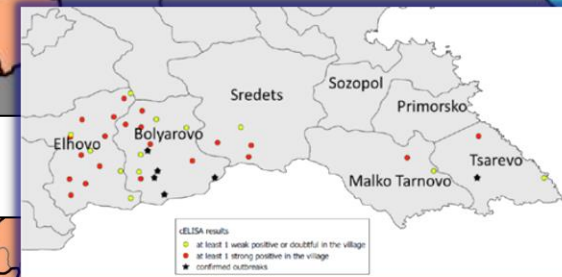 Sredets
Sozopol
Primorsko
Elhovo
Bolyarovo
Tsarevo
Malko Tarnovo
cELISA results
at least 1 weak positive or doubtful in the village
at least 1 strong positive in the village
confirmed outbreaks